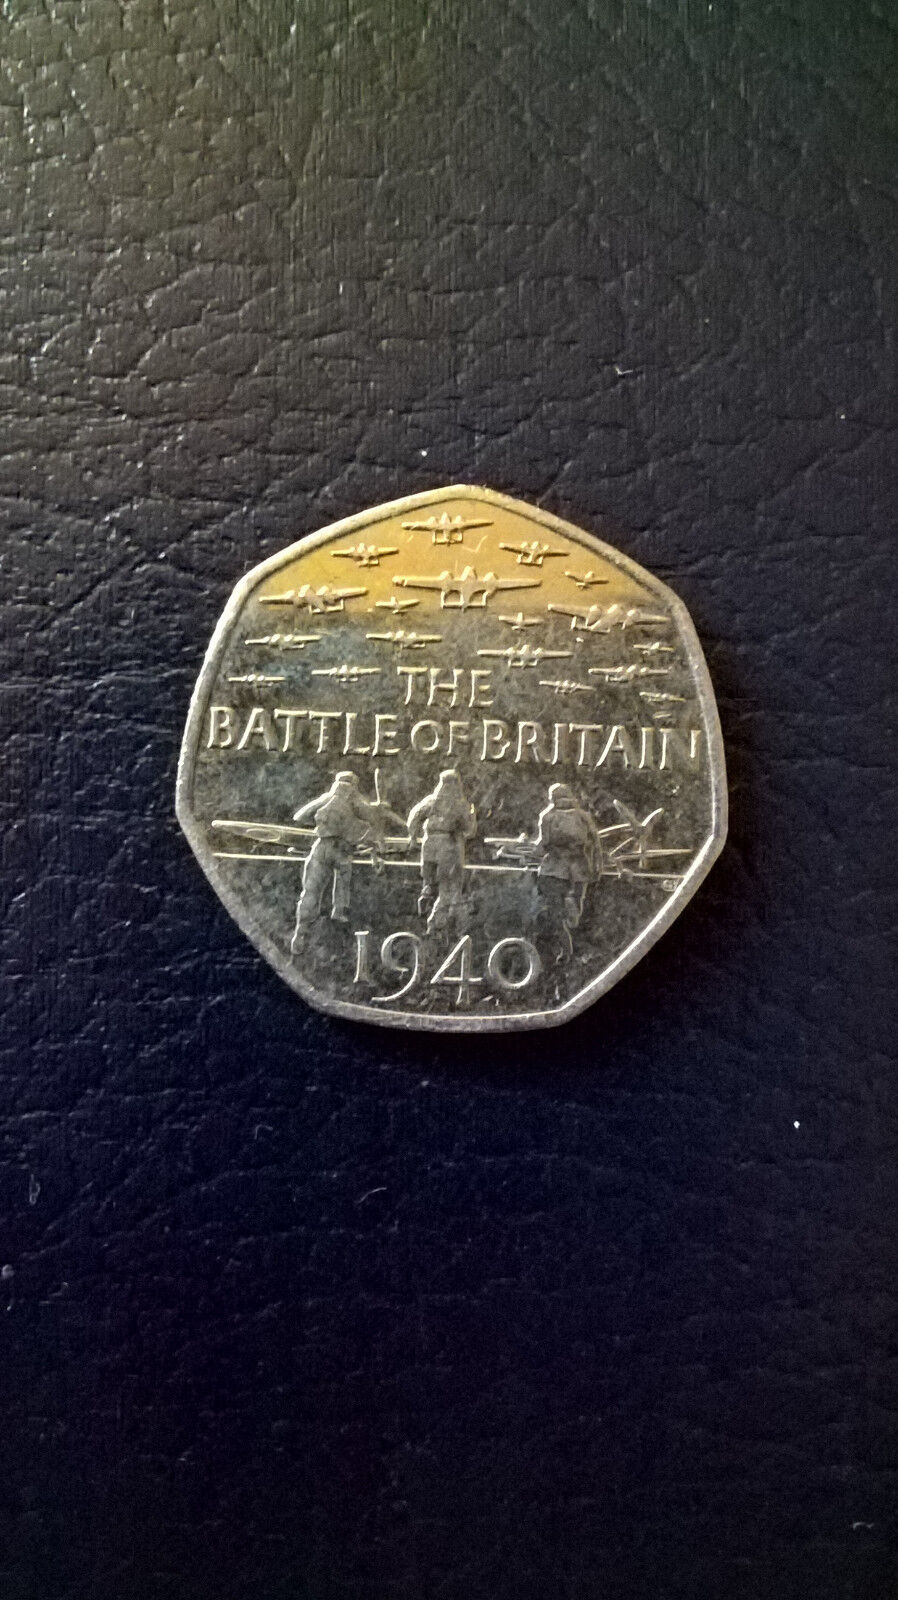 THE
BATTLE OF BRITAIN
1940